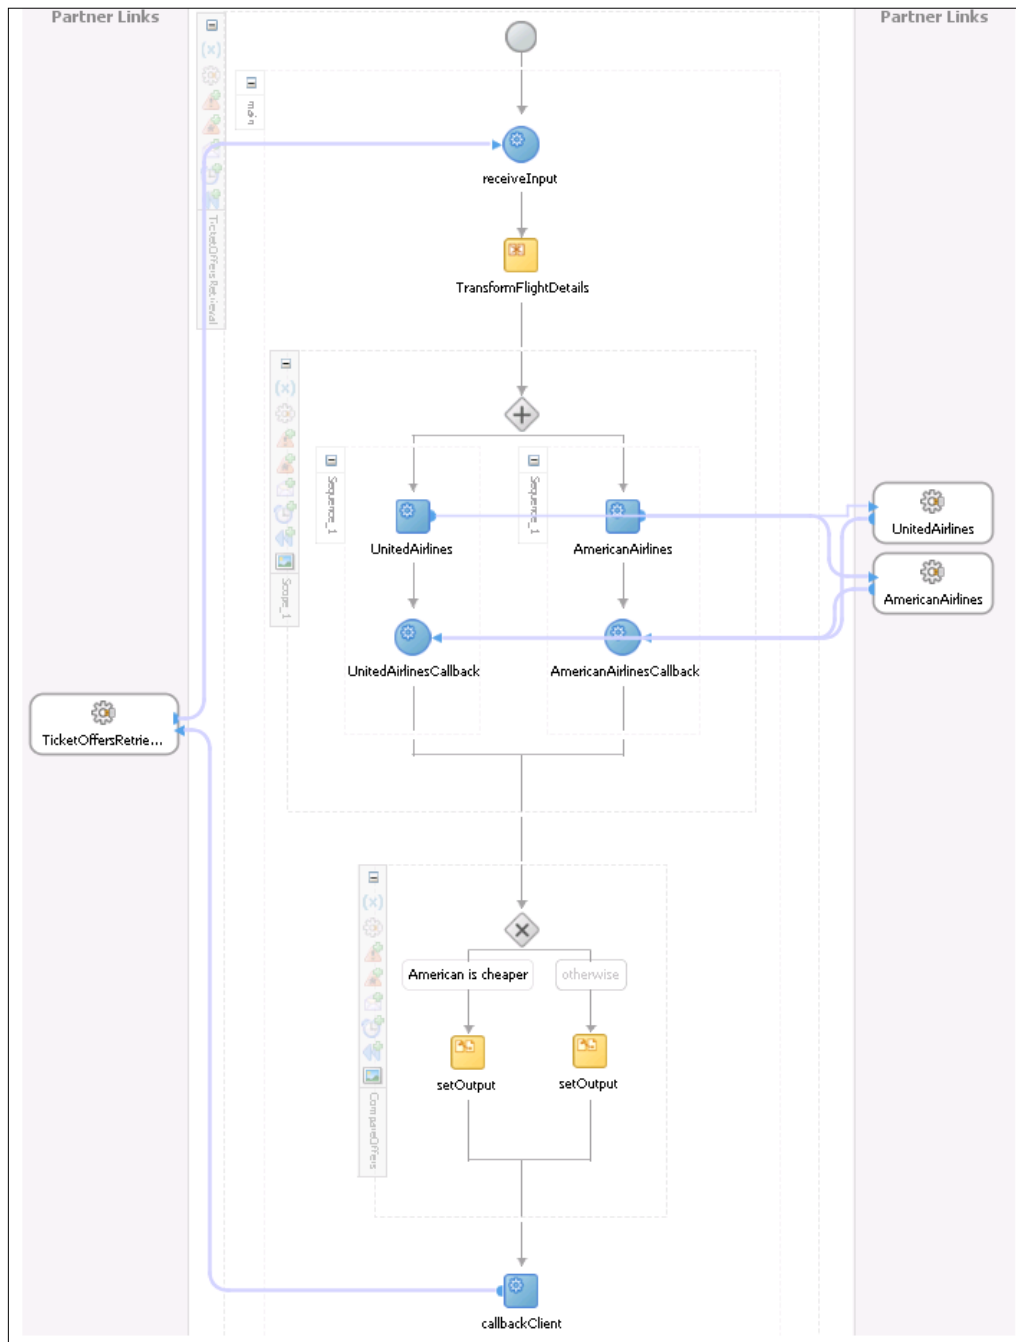 Partner Links
Partner Links
main
receiveInput
TicketOffersRetrieval
TransformFlightDetails
Sequence_1
Sequence_1
UnitedAirlines
AmericanAirlines
UnitedAirlines
AmericanAirlines
Scope_1
UnitedAirlinesCallback
AmericanAirlinesCallback
TicketOffersRetrie...
American is cheaper
otherwise
setOutput
setOutput
CompareOffers
callbackClient